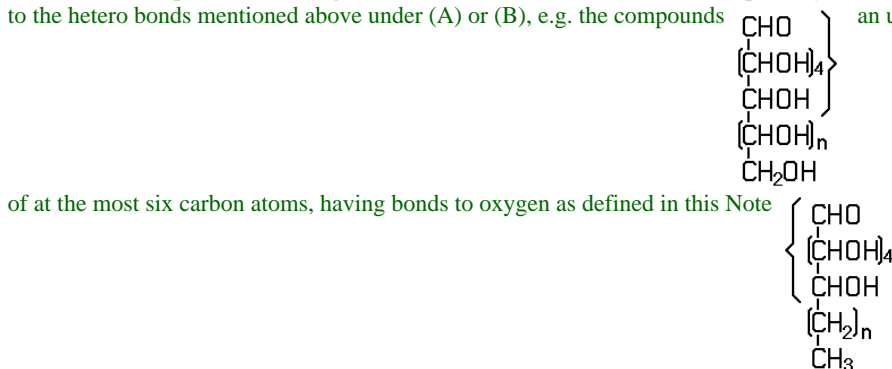 to the hetero bonds mentioned above under (A) or (B), e.g. the compounds
CHO
(CHOH)4
CHOH
(CHOH)n
CH2OH
of at the most six carbon atoms, having bonds to oxygen as defined in this Note
CHO
(CHOH)4
CHOH
(CH2)n
CH3